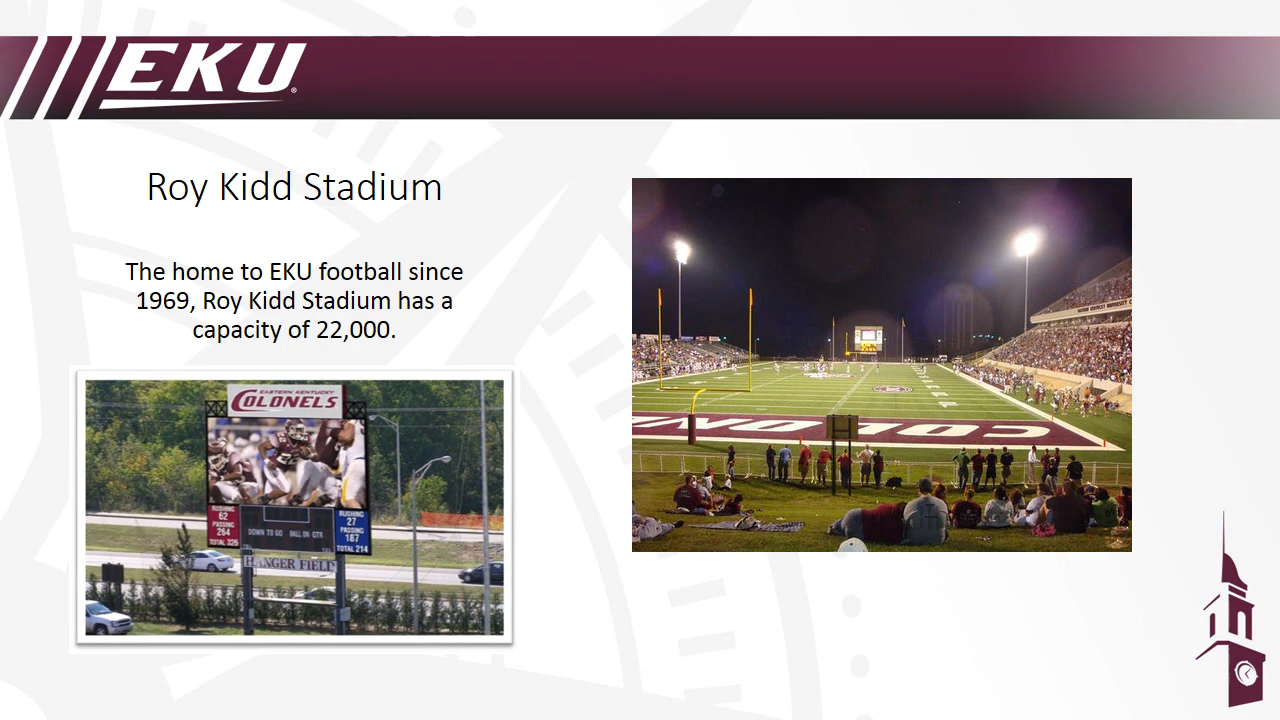 EKU
Roy Kidd Stadium
The home to EKU football since
1969, Roy Kidd Stadium has a
capacity of 22,000.
EASTERN KENTUCKY
COLONELS
RUSHING
62
PASSING
264
TOTAL 326
DOWN TO GO BALL ON QTR
RUSHING
27
PASSING
187
TOTAL 214
HANGER FIELD
COLON